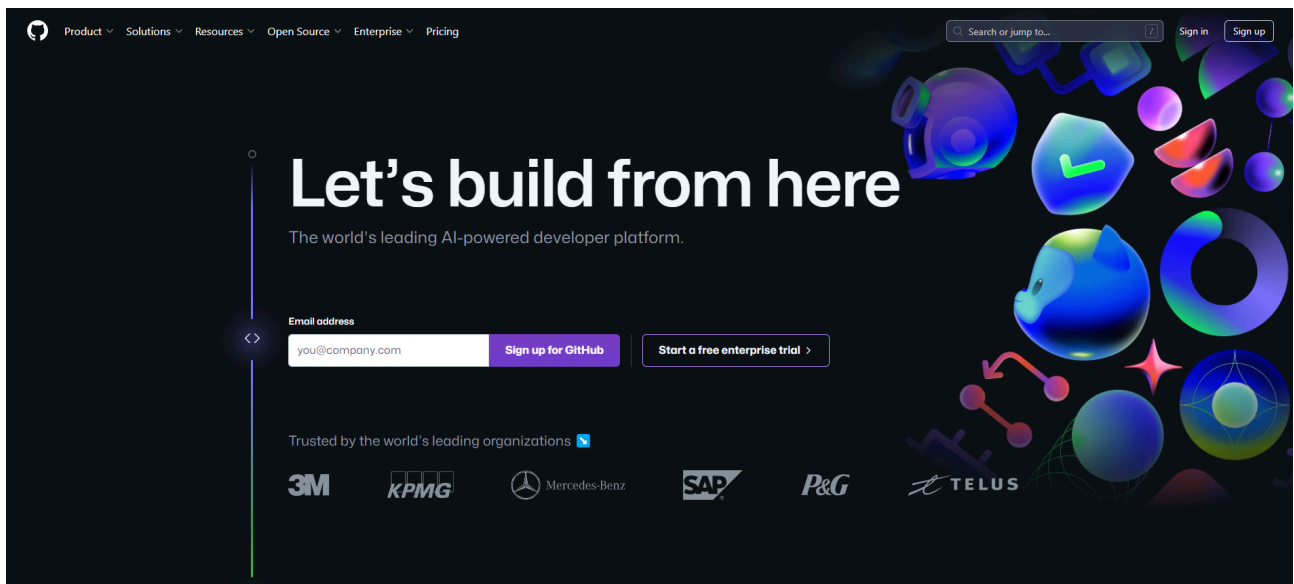 Product Solutions Resources Open Source Enterprise Pricing Search or jump to... / Sign in Sign up
Let's build from here
The world's leading AI-powered developer platform.
Email address
you@company.com Sign up for GitHub Start a free enterprise trial
Trusted by the world's leading organizations
3M KPMG Mercedes-Benz SAP P&G TELUS